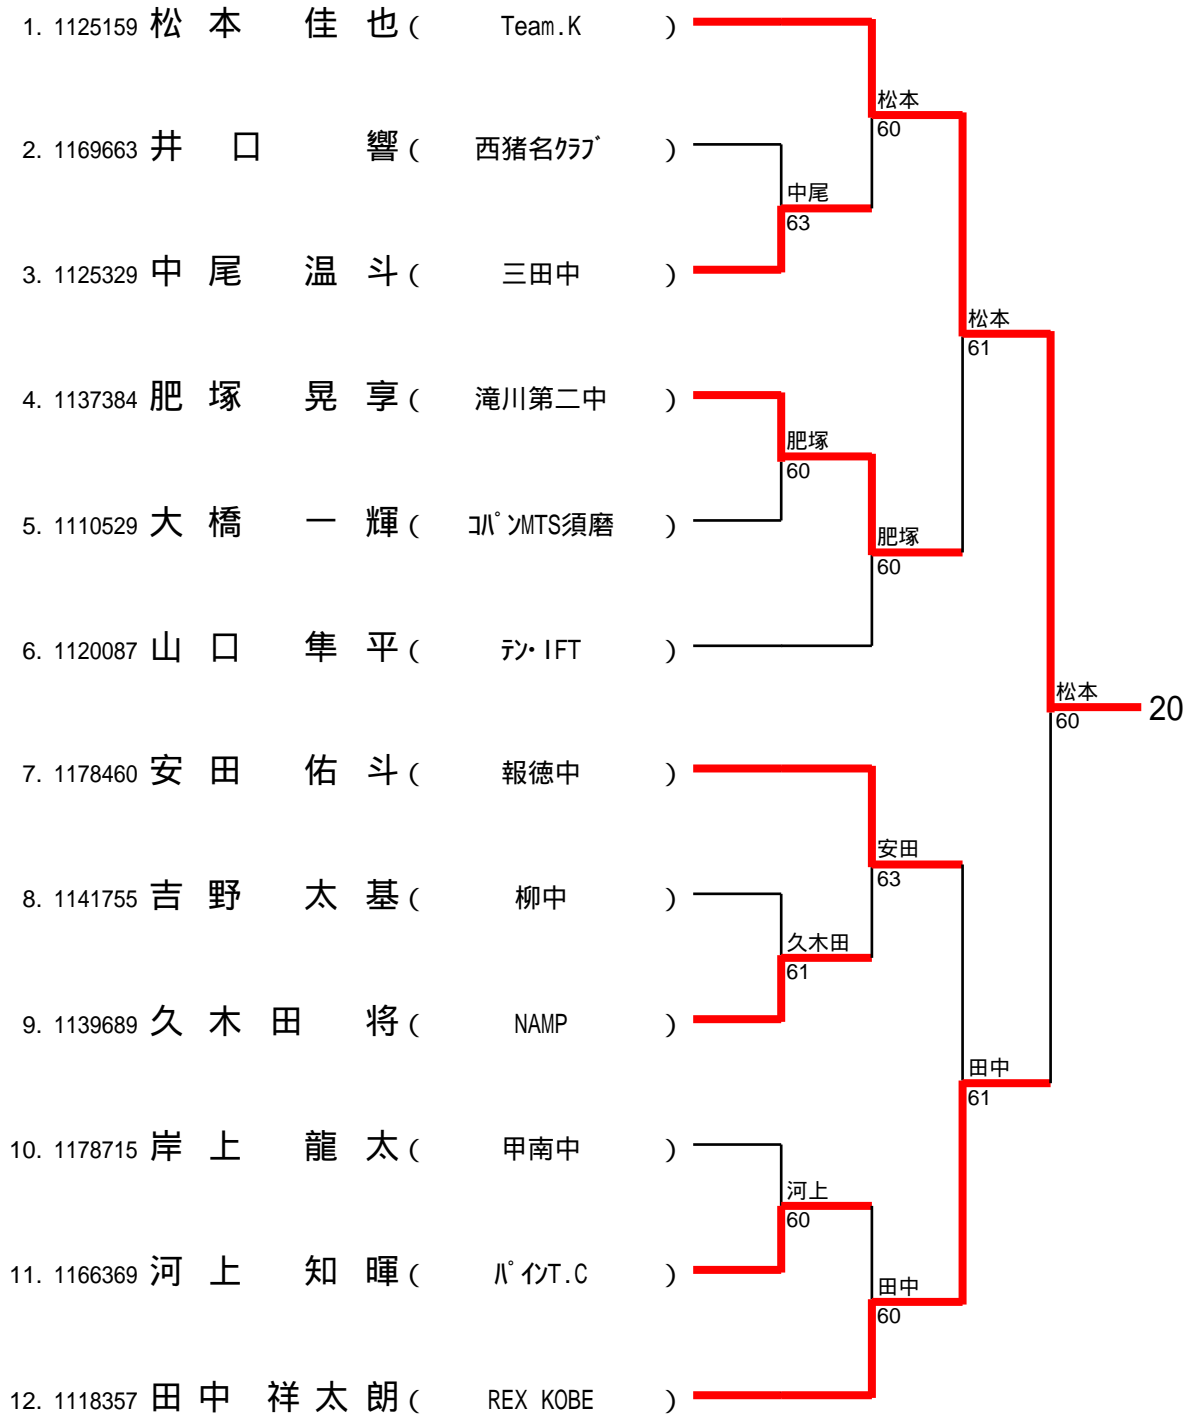 1. 1125159 松本 佳也 ( Team.K )
松本
60
2. 1169663 井口 響 ( 西猪名ｸﾗﾌﾞ )
中尾
63
3. 1125329 中尾 温斗 ( 三田中 )
松本
61
4. 1137384 肥塚 晃享 ( 滝川第二中 )
肥塚
60
5. 1110529 大橋 一輝 ( ｺﾊﾟﾝMTS須磨 )
肥塚
60
6. 1120087 山口 隼平 ( ﾃﾝ・IFT )
松本
60
20
7. 1178460 安田 佑斗 ( 報徳中 )
安田
63
8. 1141755 吉野 太基 ( 柳中 )
久木田
61
9. 1139689 久木田 将 ( NAMP )
田中
61
10. 1178715 岸上 龍太 ( 甲南中 )
河上
60
11. 1166369 河上 知暉 ( ﾊﾟｲﾝT.C )
田中
60
12. 1118357 田中 祥太朗 ( REX KOBE )